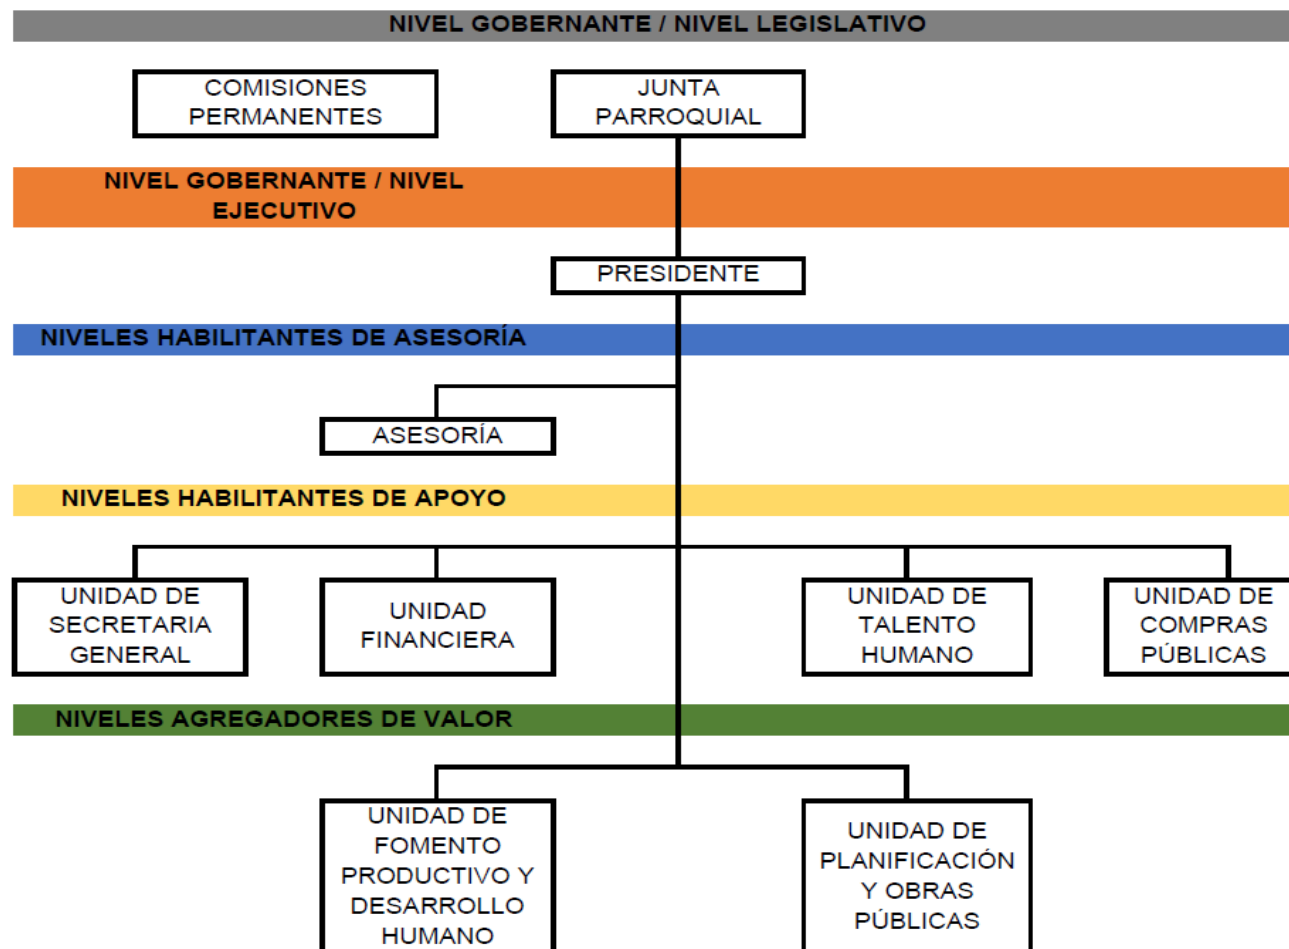 NIVEL GOBERNANTE / NIVEL LEGISLATIVO
COMISIONES
PERMANENTES
JUNTA
PARROQUIAL
NIVEL GOBERNANTE / NIVEL
EJECUTIVO
PRESIDENTE
NIVELES HABILITANTES DE ASESORÍA
ASESORÍA
NIVELES HABILITANTES DE APOYO
UNIDAD DE
SECRETARIA
GENERAL
UNIDAD
FINANCIERA
UNIDAD DE
TALENTO
HUMANO
UNIDAD DE
COMPRAS
PÚBLICAS
NIVELES AGREGADORES DE VALOR
UNIDAD DE
FOMENTO
PRODUCTIVO Y
DESARROLLO
HUMANO
UNIDAD DE
PLANIFICACIÓN
Y OBRAS
PÚBLICAS